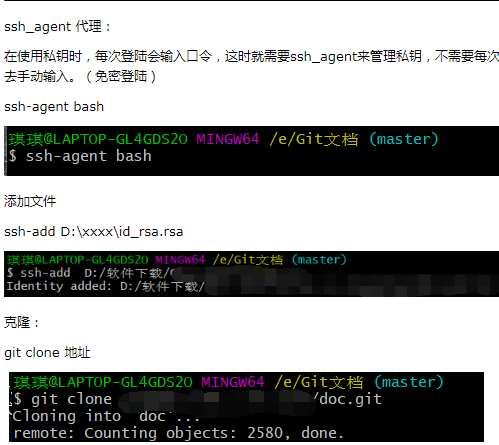 ssh_agent 代理：
在使用私钥时，每次登陆会输入口令，这时就需要ssh_agent来管理私钥，不需要每次
去手动输入。（免密登陆）
ssh-agent bash
琪琪@LAPTOP-GL4GDS2O MINGW64 /e/Git文档 (master)
$ ssh-agent bash
添加文件
ssh-add D:\xxxx\id_rsa.rsa
琪琪@LAPTOP-GL4GDS2O MINGW64 /e/Git文档 (master)
$ ssh-add D:/软件下载/
Identity added: D:/软件下载/
克隆：
git clone 地址
琪琪@LAPTOP-GL4GDS2O MINGW64 /e/Git文档 (master)
$ git clone /doc.git
Cloning into 'doc'...
remote: Counting objects: 2580, done.